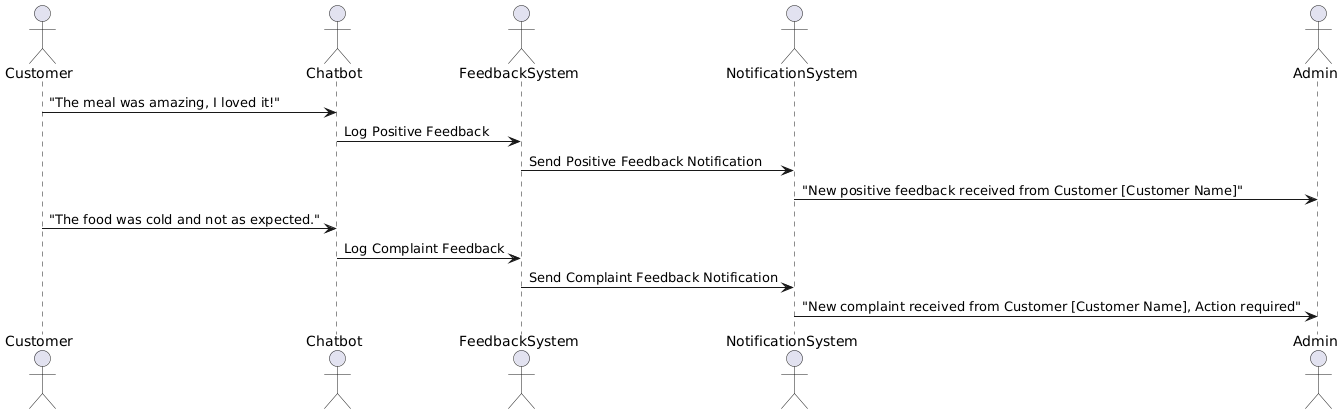 Customer Chatbot FeedbackSystem NotificationSystem Admin
"The meal was amazing, I loved it!"
Log Positive Feedback
Send Positive Feedback Notification
"New positive feedback received from Customer [Customer Name]"
"The food was cold and not as expected."
Log Complaint Feedback
Send Complaint Feedback Notification
"New complaint received from Customer [Customer Name], Action required"
Customer Chatbot FeedbackSystem NotificationSystem Admin